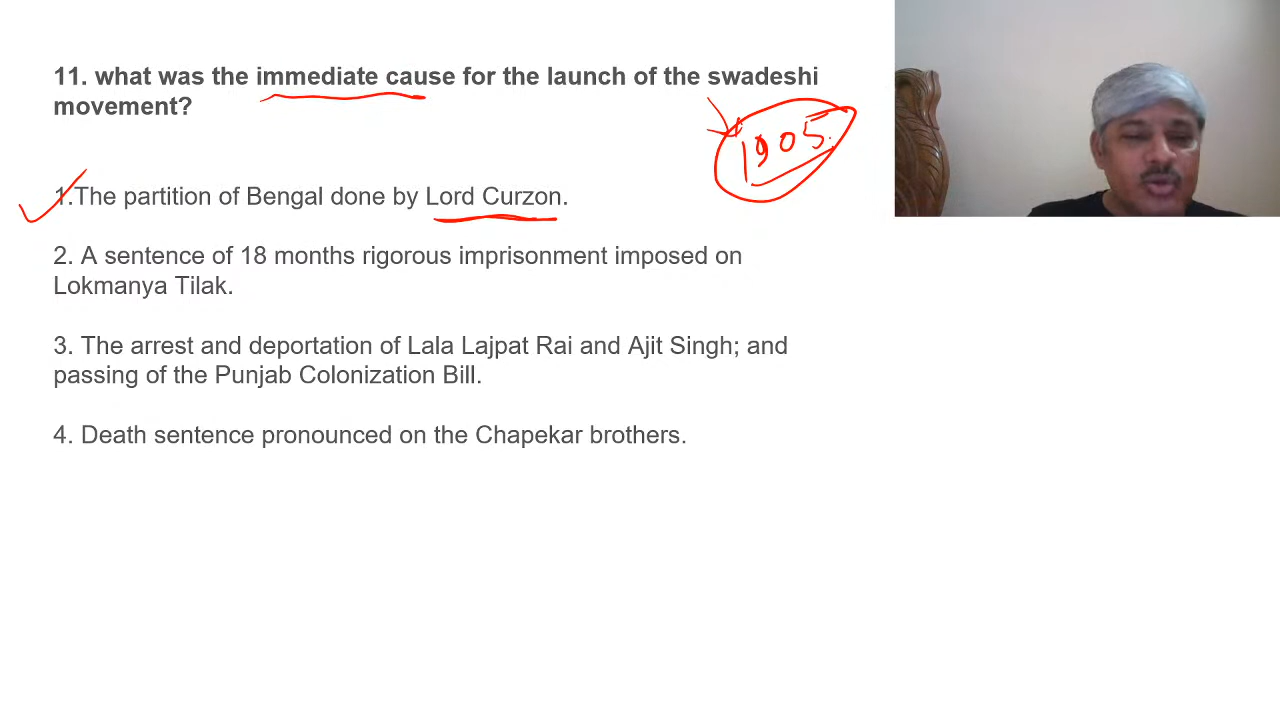 11. what was the immediate cause for the launch of the swadeshi
movement?
1905.
1.The partition of Bengal done by Lord Curzon.
2. A sentence of 18 months rigorous imprisonment imposed on
Lokmanya Tilak.
3. The arrest and deportation of Lala Lajpat Rai and Ajit Singh; and
passing of the Punjab Colonization Bill.
4. Death sentence pronounced on the Chapekar brothers.